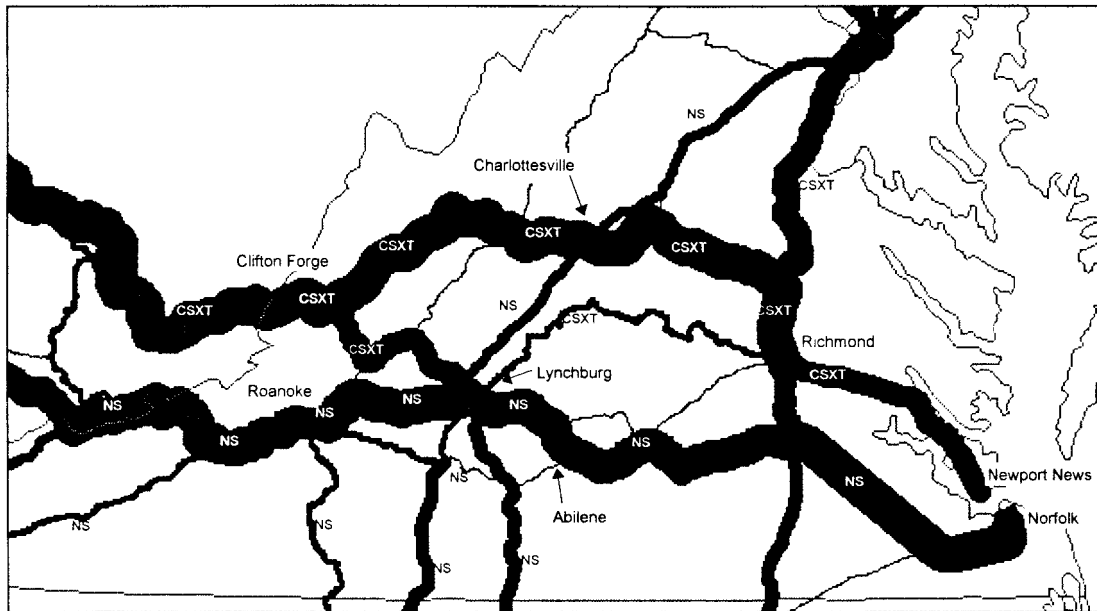 NS
Charlottesville
CSXT
CSXT
CSXT
CSXT
Clifton Forge
CSXT
CSXT
NS
CSXT
CSXT
Richmond
CSXT
Lynchburg
CSXT
Roanoke
NS
NS
NS
NS
NS
NS
NS
Newport News
NS
Abilene
Norfolk
NS
NS
NS
NS